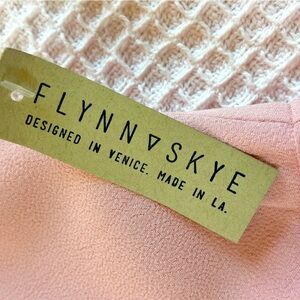 FLYNN ▽ SKYE
DESIGNED IN VENICE. MADE IN LA.